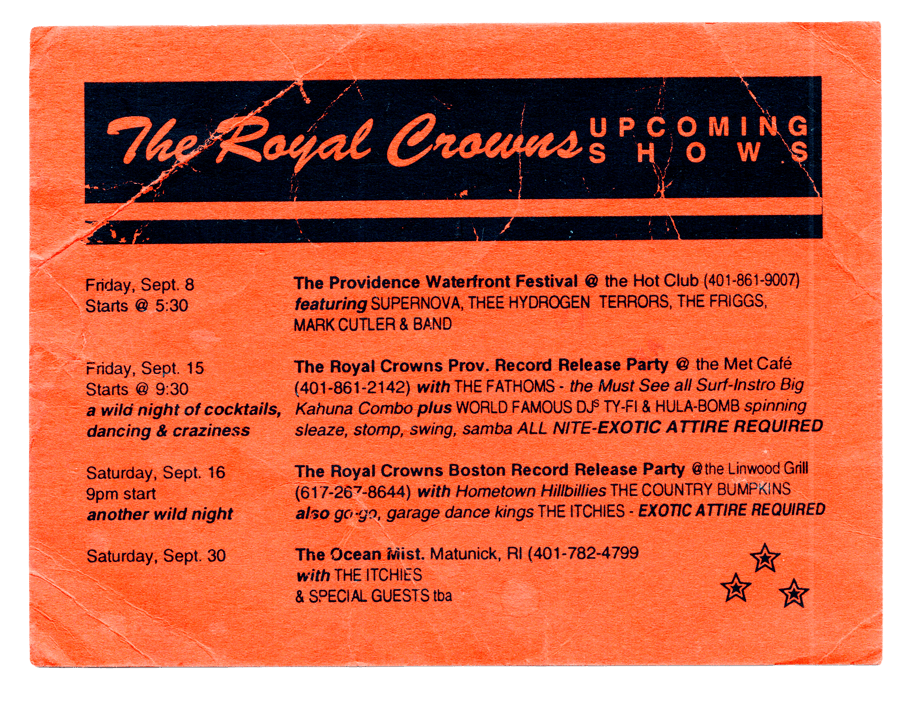 The Royal Crowns UPCOMING SHOWS
Friday, Sept. 8
Starts @ 5:30
The Providence Waterfront Festival @ the Hot Club (401-861-9007)
featuring SUPERNOVA, THEE HYDROGEN TERRORS, THE FRIGGS,
MARK CUTLER & BAND
Friday, Sept. 15
Starts @ 9:30
a wild night of cocktails,
dancing & craziness
The Royal Crowns Prov. Record Release Party @ the Met Café
(401-861-2142) with THE FATHOMS - the Must See all Surf-Instro Big
Kahuna Combo plus WORLD FAMOUS DJS TY-FI & HULA-BOMB spinning
sleaze, stomp, swing, samba ALL NITE-EXOTIC ATTIRE REQUIRED
Saturday, Sept. 16
9pm start
another wild night
The Royal Crowns Boston Record Release Party @the Linwood Grill
(617-267-8644) with Hometown Hillbillies THE COUNTRY BUMPKINS
also go-go, garage dance kings THE ITCHIES - EXOTIC ATTIRE REQUIRED
Saturday, Sept. 30
The Ocean Mist. Matunick, RI (401-782-4799
with THE ITCHIES
& SPECIAL GUESTS tba